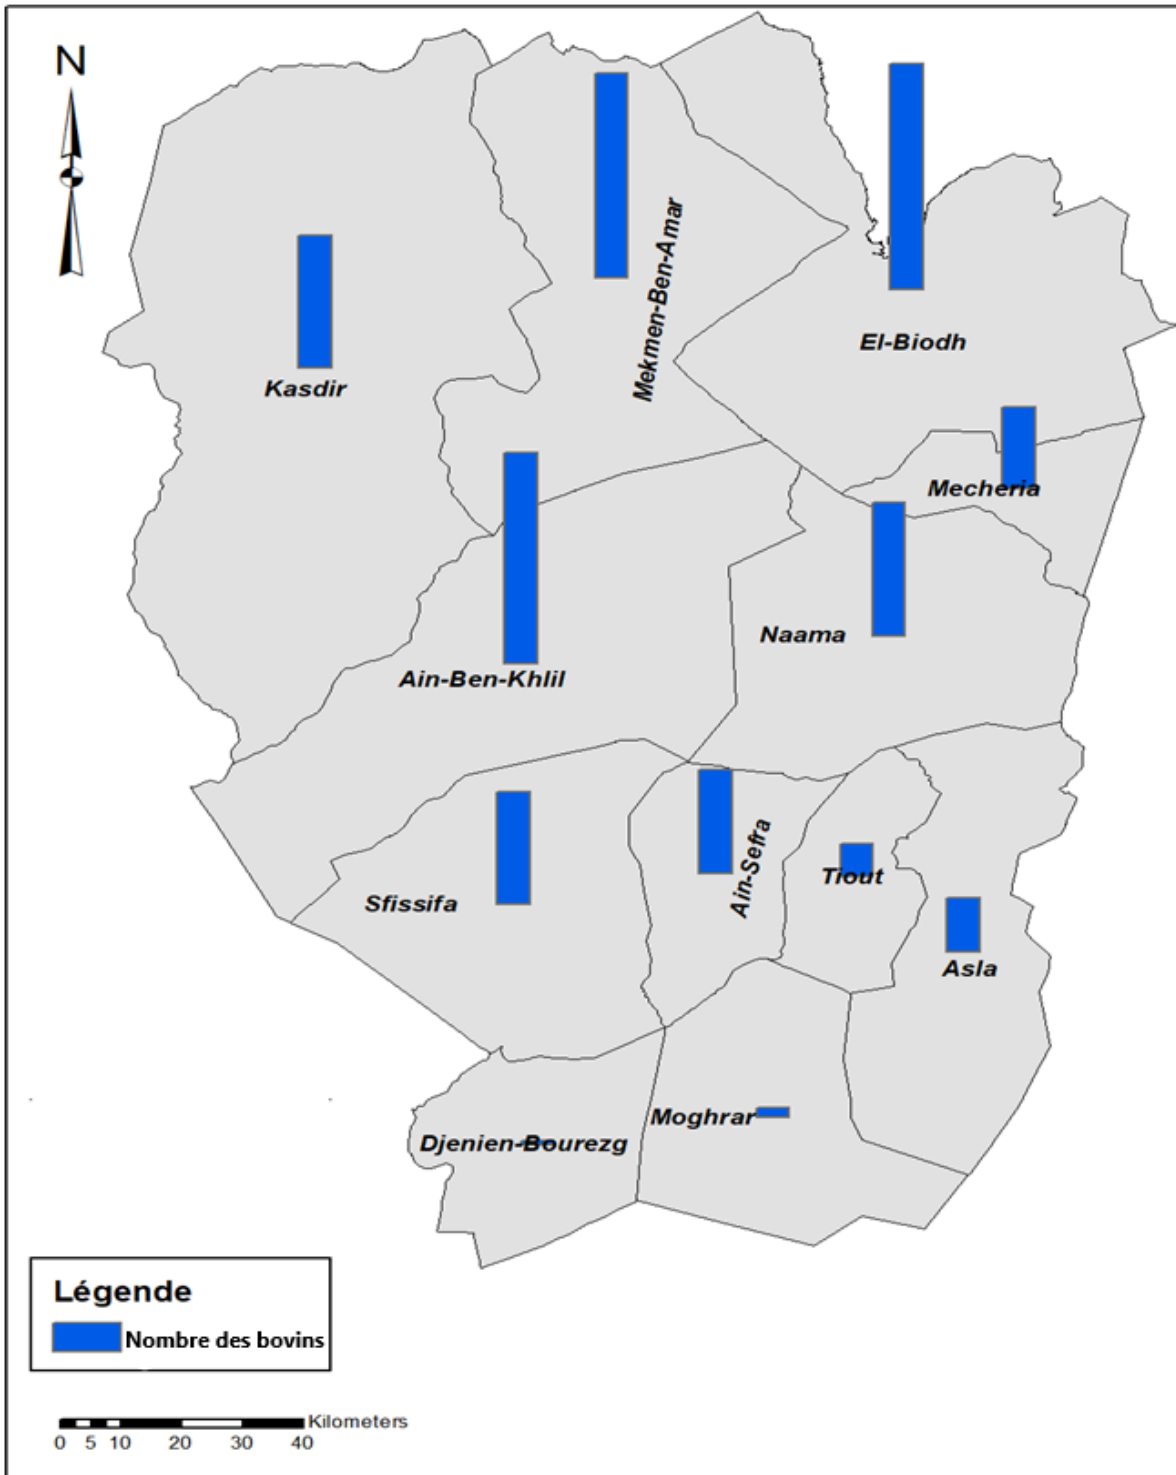 N
Mekmen-Ben-Amar
El-Biodh
Kasdir
Mecheria
Naama
Ain-Ben-Khlil
Ain-Sefra
Tiout
Sfissifa
Asla
Moghrar
Djenien-Bourezg
Légende
Nombre des bovins
Kilometers
0 5 10 20 30 40